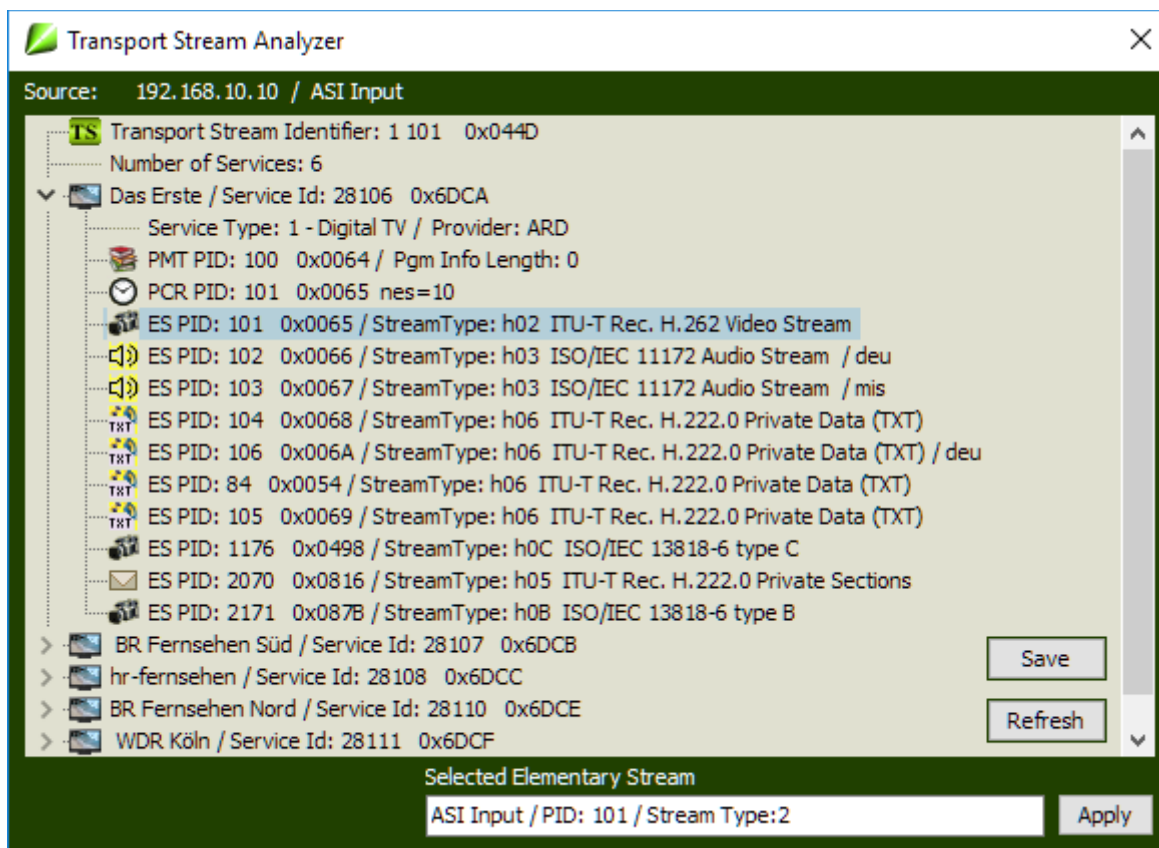 Transport Stream Analyzer
Source: 192.168.10.10 / ASI Input
TS Transport Stream Identifier: 1 101 0x044D
Number of Services: 6
Das Erste / Service Id: 28106 0x6DCA
Service Type: 1 - Digital TV / Provider: ARD
PMT PID: 100 0x0064 / Pgm Info Length: 0
PCR PID: 101 0x0065 nes=10
ES PID: 101 0x0065 / StreamType: h02 ITU-T Rec. H.262 Video Stream
ES PID: 102 0x0066 / StreamType: h03 ISO/IEC 11172 Audio Stream / deu
ES PID: 103 0x0067 / StreamType: h03 ISO/IEC 11172 Audio Stream / mis
TXT ES PID: 104 0x0068 / StreamType: h06 ITU-T Rec. H.222.0 Private Data (TXT)
TXT ES PID: 106 0x006A / StreamType: h06 ITU-T Rec. H.222.0 Private Data (TXT) / deu
TXT ES PID: 84 0x0054 / StreamType: h06 ITU-T Rec. H.222.0 Private Data (TXT)
TXT ES PID: 105 0x0069 / StreamType: h06 ITU-T Rec. H.222.0 Private Data (TXT)
ES PID: 1176 0x0498 / StreamType: h0C ISO/IEC 13818-6 type C
ES PID: 2070 0x0816 / StreamType: h05 ITU-T Rec. H.222.0 Private Sections
ES PID: 2171 0x087B / StreamType: h0B ISO/IEC 13818-6 type B
BR Fernsehen Süd / Service Id: 28107 0x6DCB
hr-fernsehen / Service Id: 28108 0x6DCC
BR Fernsehen Nord / Service Id: 28110 0x6DCE
WDR Köln / Service Id: 28111 0x6DCF
Save
Refresh
Selected Elementary Stream
ASI Input / PID: 101 / Stream Type:2
Apply